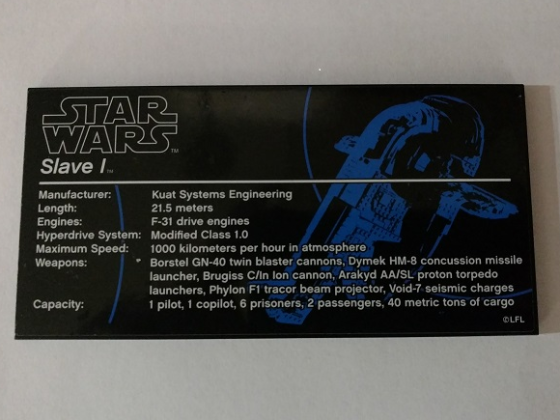 STAR
WARS™
Slave I™
Manufacturer: Kuat Systems Engineering
Length: 21.5 meters
Engines: F-31 drive engines
Hyperdrive System: Modified Class 1.0
Maximum Speed: 1000 kilometers per hour in atmosphere
Weapons: Borstel GN-40 twin blaster cannons, Dymek HM-8 concussion missile
launcher, Brugiss C/ln Ion cannon, Arakyd AA/SL proton torpedo
launchers, Phylon F1 tracor beam projector, Void-7 seismic charges
Capacity: 1 pilot, 1 copilot, 6 prisoners, 2 passengers, 40 metric tons of cargo
©LFL